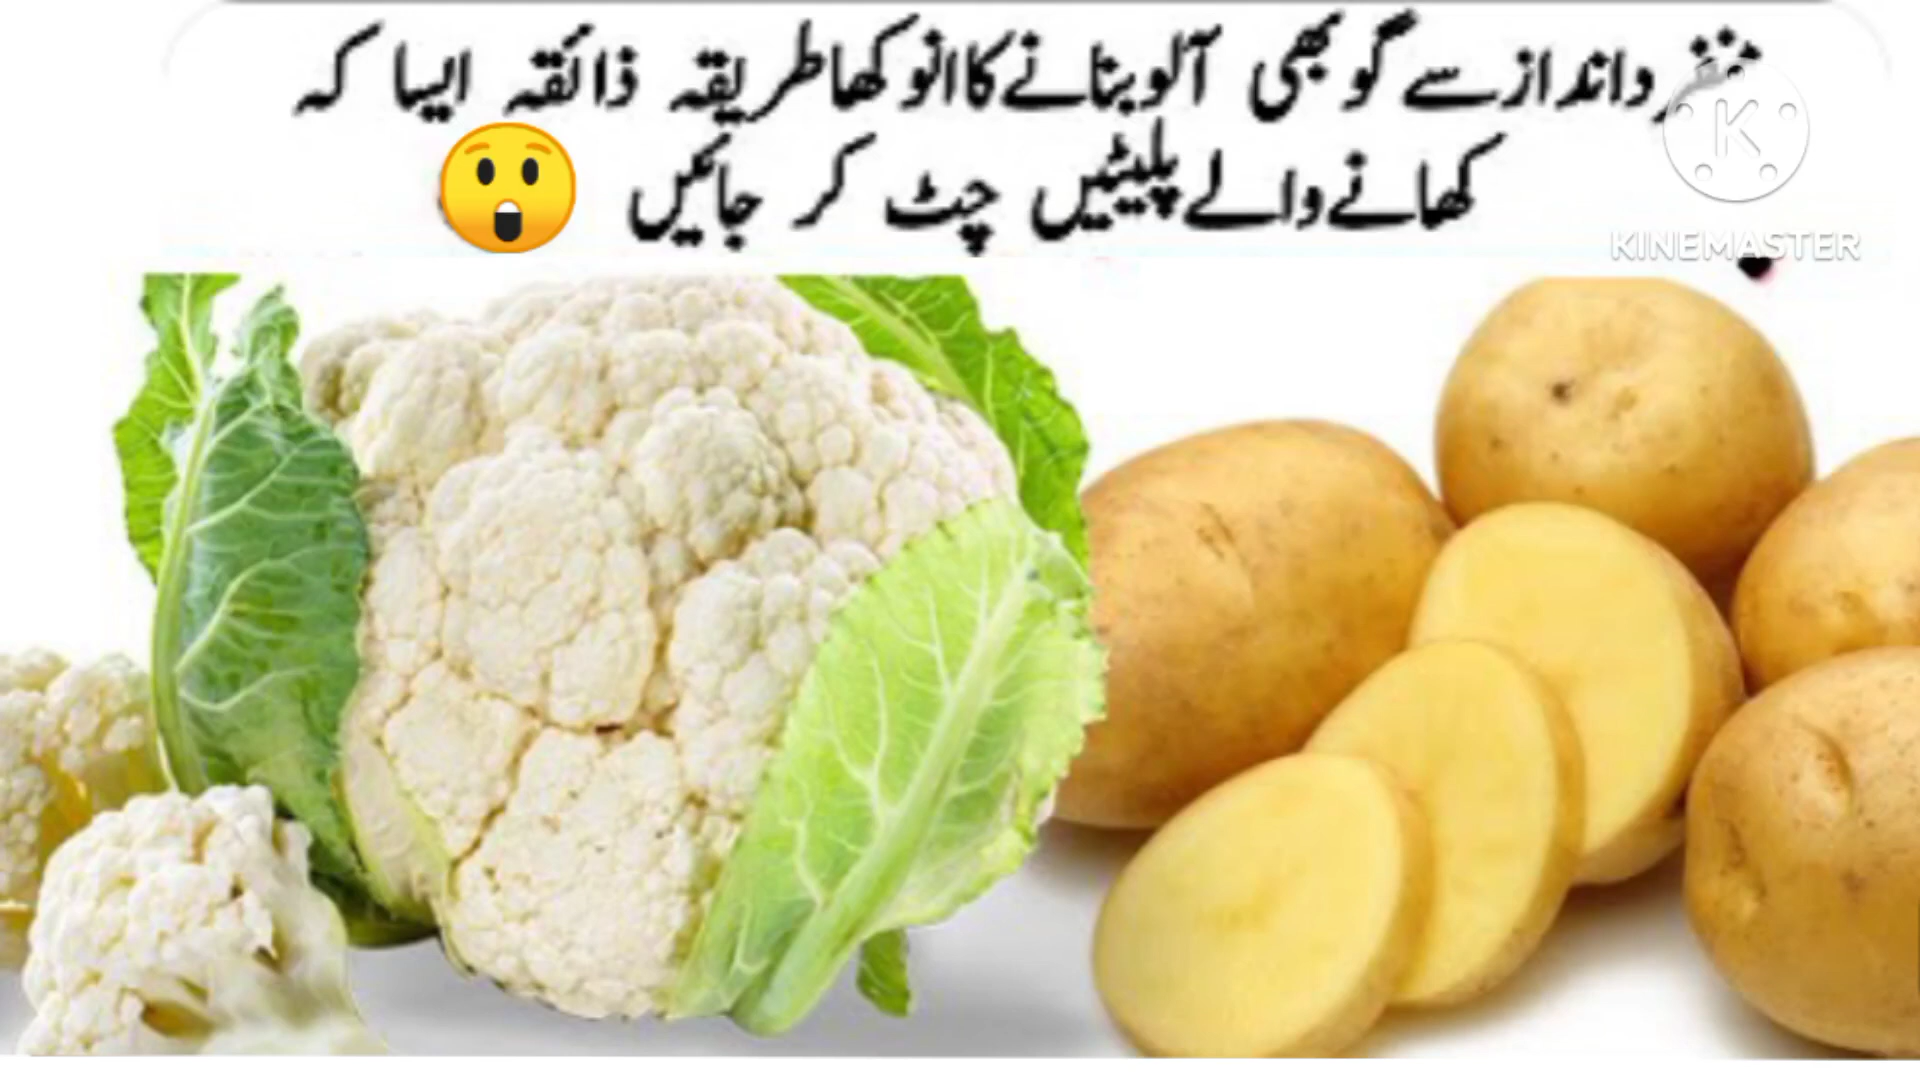 منفرد انداز سے گوبھی آلو بنانے کا انوکھا طریقہ ذائقہ ایسا کہ
کھانے والے پلیٹیں چٹ کر جائیں
K
KINEMASTER